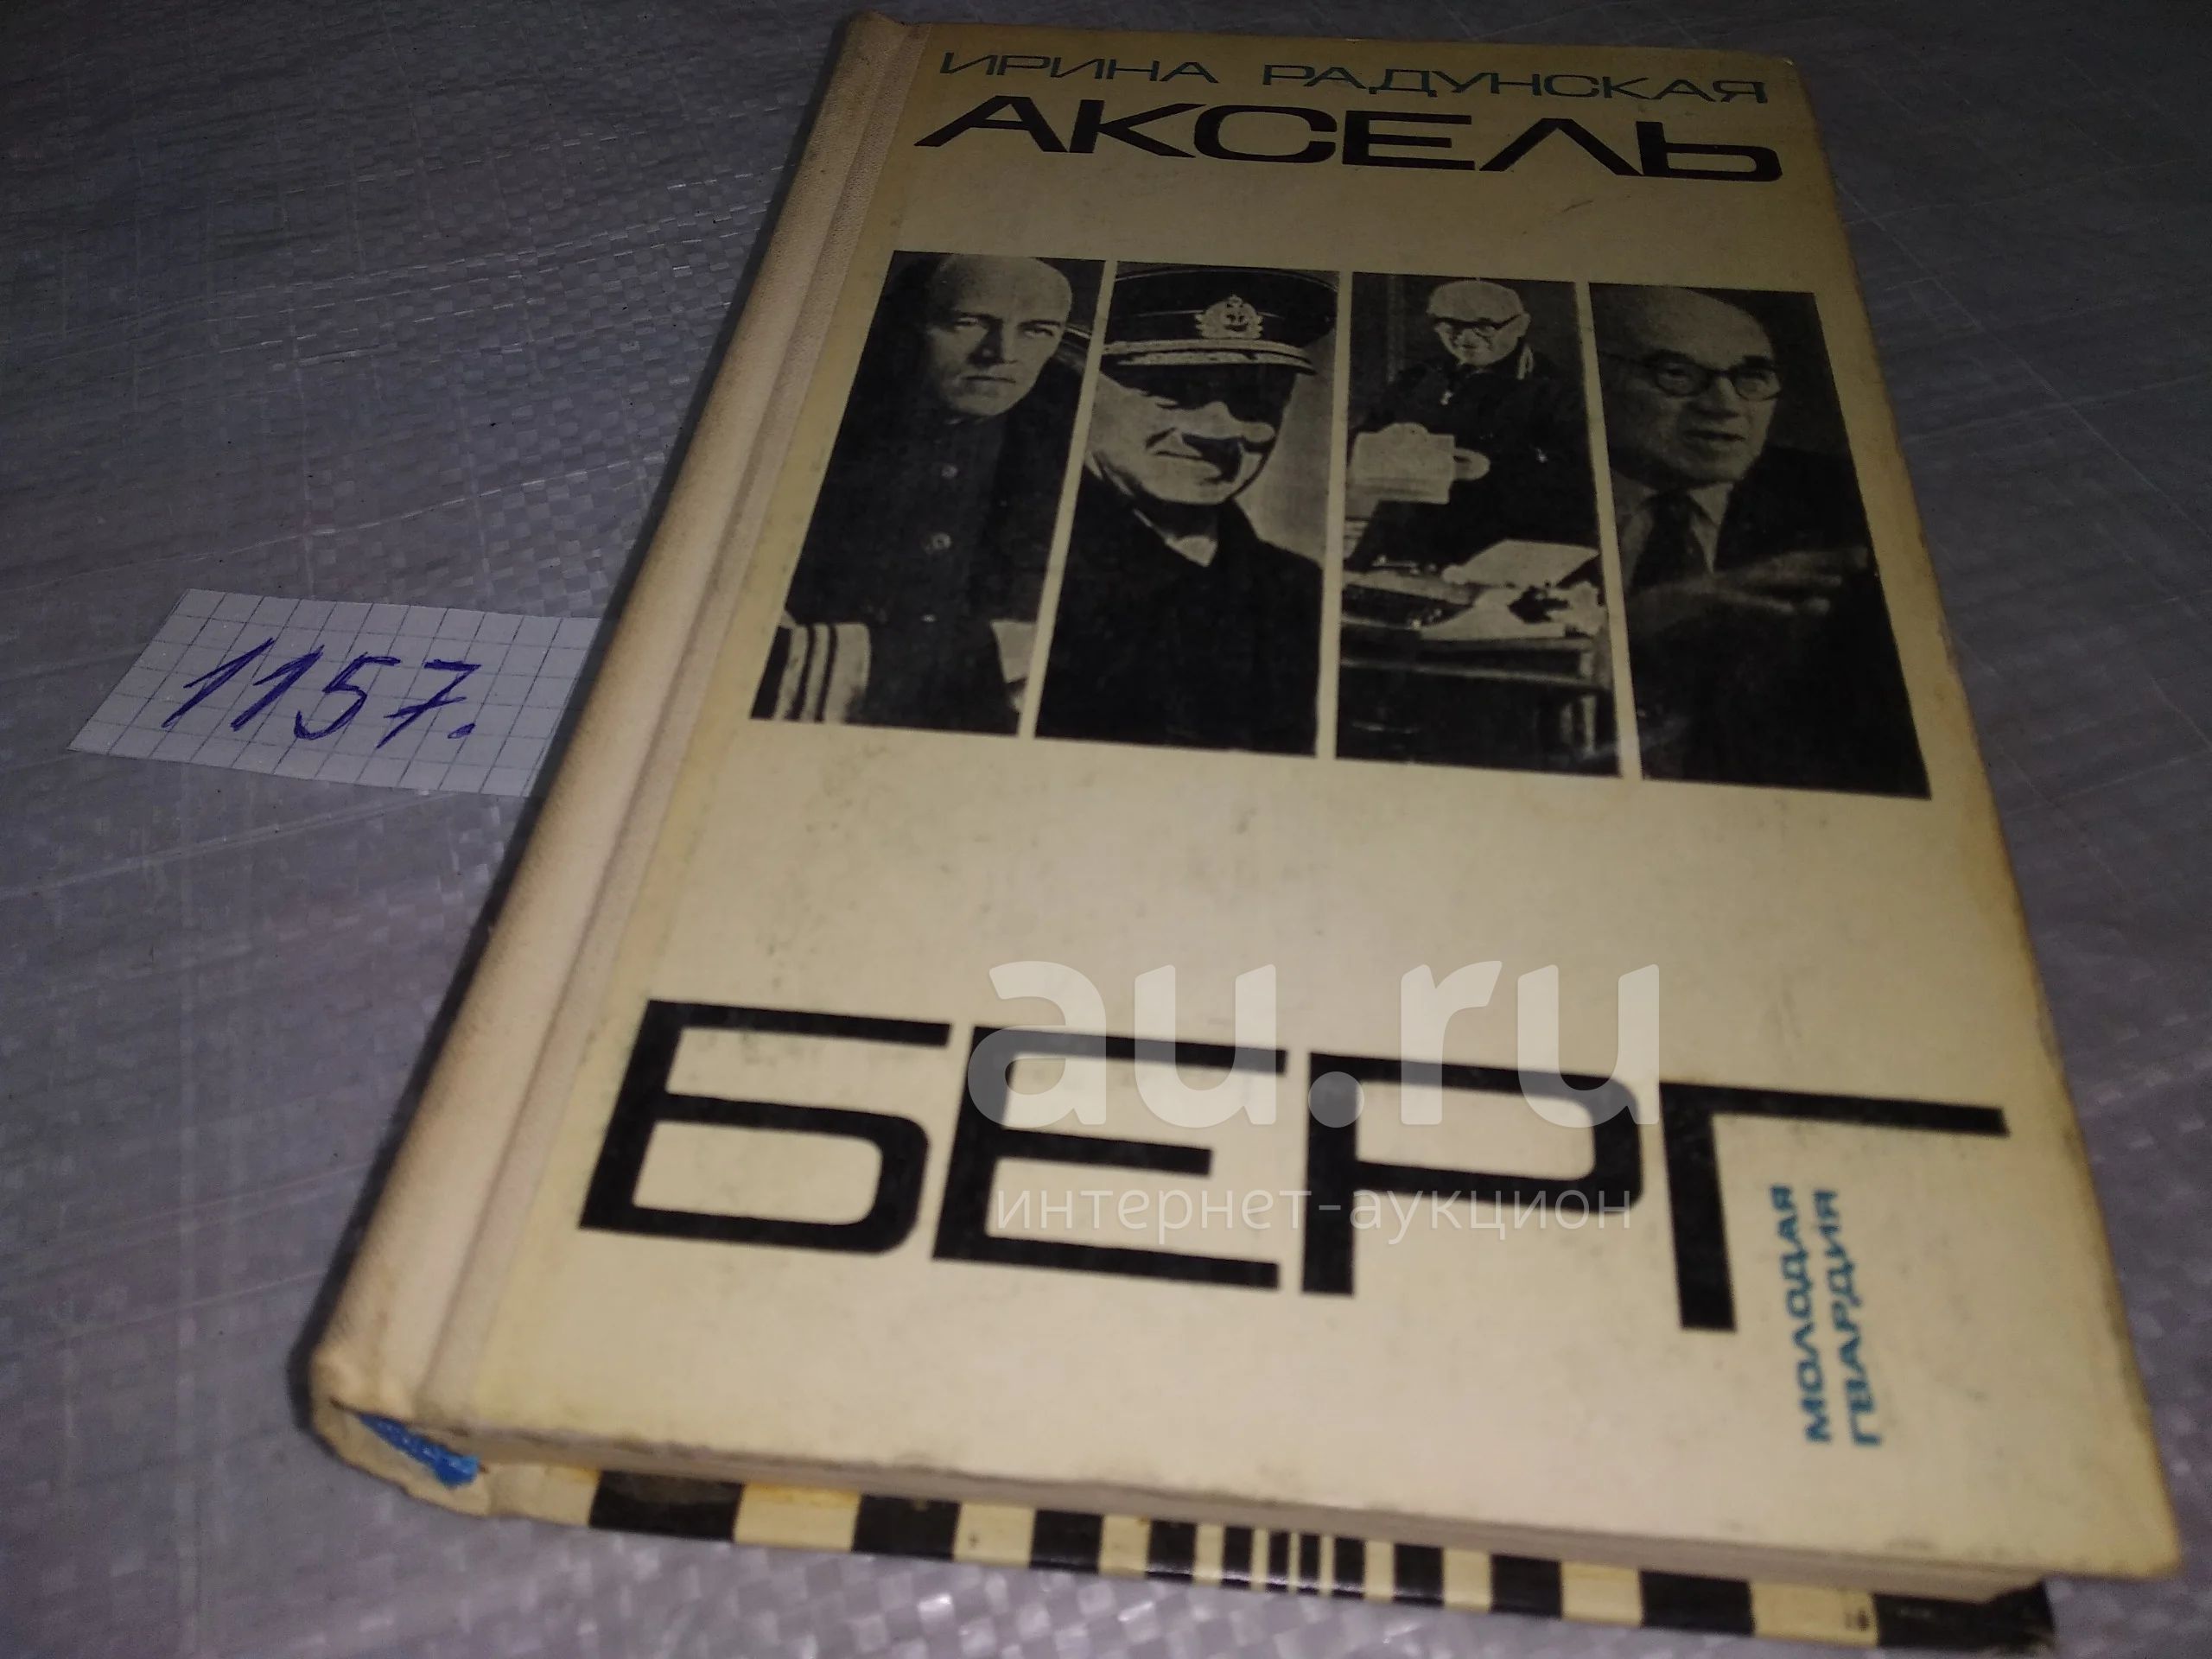 ИРИНА РАДУНСКАЯ
АКСЕЛЬ
1157.
БЕРГ
МОЛОДАЯ
ГВАРДИЯ
au.ru
интернет-аукцион